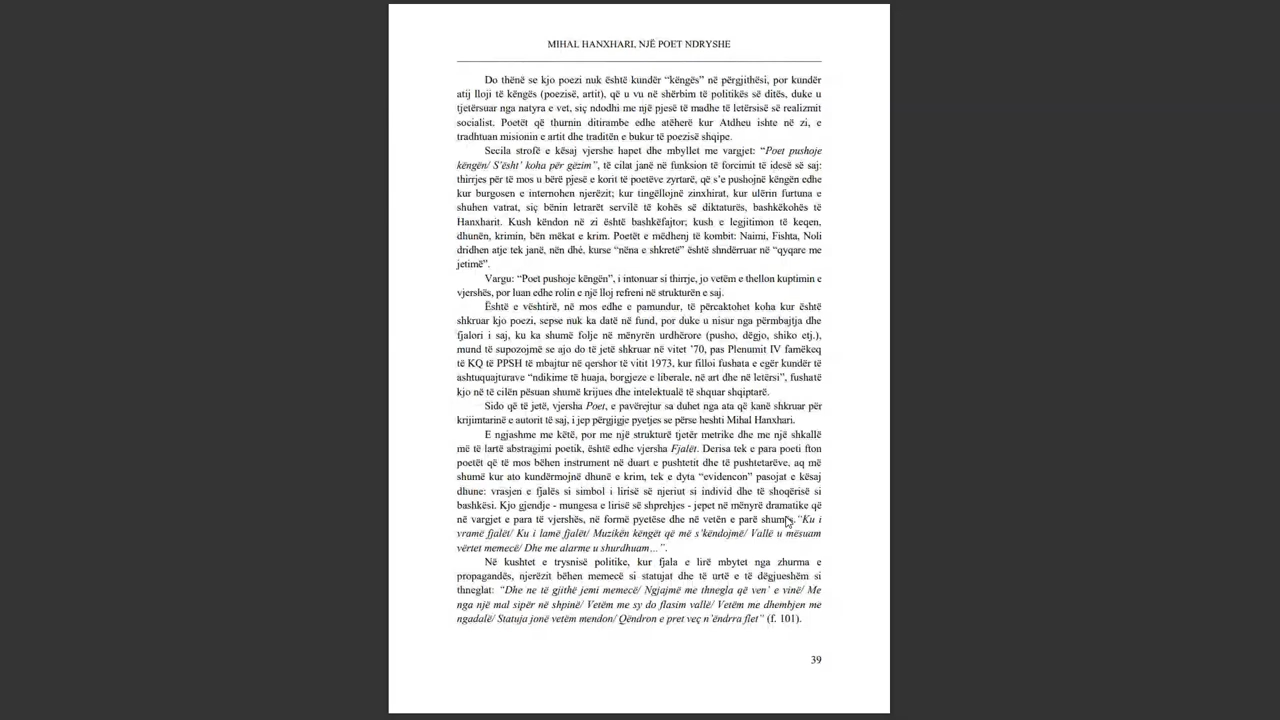 MIHAL HANXHARI, NJË POET NDRYSHE
Do thënë se kjo poezi nuk është kundër “këngës” në përgjithësi, por kundër
atij lloji të këngës (poezisë, artit), që u vu në shërbim të politikës së ditës, duke u
tjetërsuar nga natyra e vet, siç ndodhi me një pjesë të madhe të letërsisë së realizmit
socialist. Poetët që thurnin ditirambe edhe atëherë kur Atdheu ishte në zi, e
tradhtuan misionin e artit dhe traditën e bukur të poezisë shqipe.
Secila strofë e kësaj vjershe hapet dhe mbyllet me vargjet: “Poet pushoje
këngën/ S’ësht’ koha për gëzim”, të cilat janë në funksion të forcimit të idesë së saj:
thirrjes për të mos u bërë pjesë e korit të poetëve zyrtarë, që s’e pushojnë këngën edhe
kur burgosen e internohen njerëzit; kur tingëllojnë zinxhirat, kur ulërin furtuna e
shuhen vatrat, siç bënin letrarët servilë të kohës së diktaturës, bashkëkohës të
Hanxharit. Kush këndon në zi është bashkëfajtor; kush e legjitimon të keqen,
dhunën, krimin, bën mëkat e krim. Poetët e mëdhenj të kombit: Naimi, Fishta, Noli
dridhen atje tek janë, nën dhé, kurse “nëna e shkretë” është shndërruar në “qyqare me
jetimë”.
Vargu: “Poet pushoje këngën”, i intonuar si thirrje, jo vetëm e thellon kuptimin e
vjershës, por luan edhe rolin e një lloj refreni në strukturën e saj.
Është e vështirë, në mos edhe e pamundur, të përcaktohet koha kur është
shkruar kjo poezi, sepse nuk ka datë në fund, por duke u nisur nga përmbajtja dhe
fjalori i saj, ku ka shumë folje në mënyrën urdhërore (pusho, dëgjo, shiko etj.),
mund të supozojmë se ajo do të jetë shkruar në vitet ’70, pas Plenumit IV famëkeq
të KQ të PPSH të mbajtur në qershor të vitit 1973, kur filloi fushata e egër kundër të
ashtuquajturave “ndikime të huaja, borgjeze e liberale, në art dhe në letërsi”, fushatë
kjo në të cilën pësuan shumë krijues dhe intelektualë të shquar shqiptarë.
Sido që të jetë, vjersha Poet, e pavërejtur sa duhet nga ata që kanë shkruar për
krijimtarinë e autorit të saj, i jep përgjigje pyetjes se përse heshti Mihal Hanxhari.
E ngjashme me këtë, por me një strukturë tjetër metrike dhe me një shkallë
më të lartë abstragimi poetik, është edhe vjersha Fjalët. Derisa tek e para poeti fton
poetët që të mos bëhen instrument në duart e pushtetit dhe të pushtetarëve, aq më
shumë kur ato kundërmojnë dhunë e krim, tek e dyta “evidencon” pasojat e kësaj
dhune: vrasjen e fjalës si simbol i lirisë së njeriut si individ dhe të shoqërisë si
bashkësi. Kjo gjendje - mungesa e lirisë së shprehjes - jepet në mënyrë dramatike që
në vargjet e para të vjershës, në formë pyetëse dhe në vetën e parë shumës “Ku i
vramë fjalët/ Ku i lamë fjalët/ Muzikën këngët që më s’këndojmë/ Vallë u mësuam
vërtet memecë/ Dhe me alarme u shurdhuam…”.
Në kushtet e trysnisë politike, kur fjala e lirë mbytet nga zhurma e
propagandës, njerëzit bëhen memecë si statujat dhe të urtë e të dëgjueshëm si
thneglat: “Dhe ne të gjithë jemi memecë/ Ngjajmë me thnegla që ven’ e vinë/ Me
nga një mal sipër në shpinë/ Vetëm me sy do flasim vallë/ Vetëm me dhembjen me
ngadalë/ Statuja jonë vetëm mendon/ Qëndron e pret veç n’ëndrra flet” (f. 101).
39